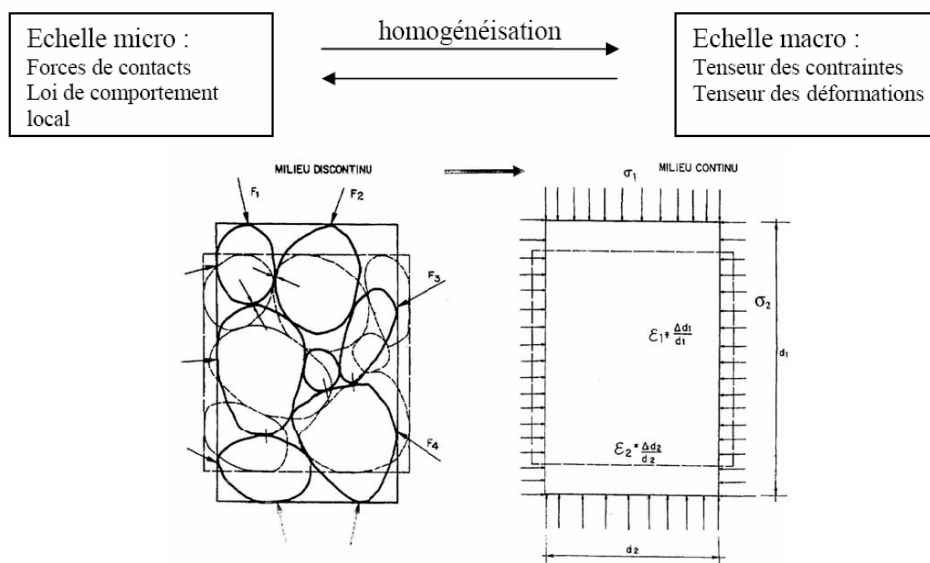 Echelle micro :
Forces de contacts
Loi de comportement
local
homogénéisation
Echelle macro :
Tenseur des contraintes
Tenseur des déformations
MILIEU DISCONTINU
MILIEU CONTINU
σ1
F1
F2
F3
F4
σ2
d1
ε1 = Δd1/d1
ε2 = Δd2/d2
d2